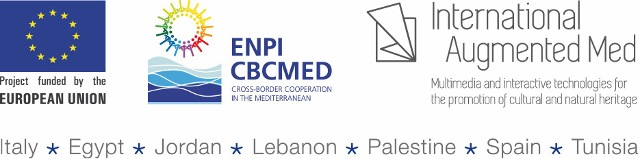 Project funded by the
EUROPEAN UNION
ENPI
CBCMED
CROSS-BORDER COOPERATION
IN THE MEDITERRANEAN
International
Augmented Med
Multimedia and interactive technologies for
the promotion of cultural and natural heritage
Italy ★ Egypt ★ Jordan ★ Lebanon ★ Palestine ★ Spain ★ Tunisia